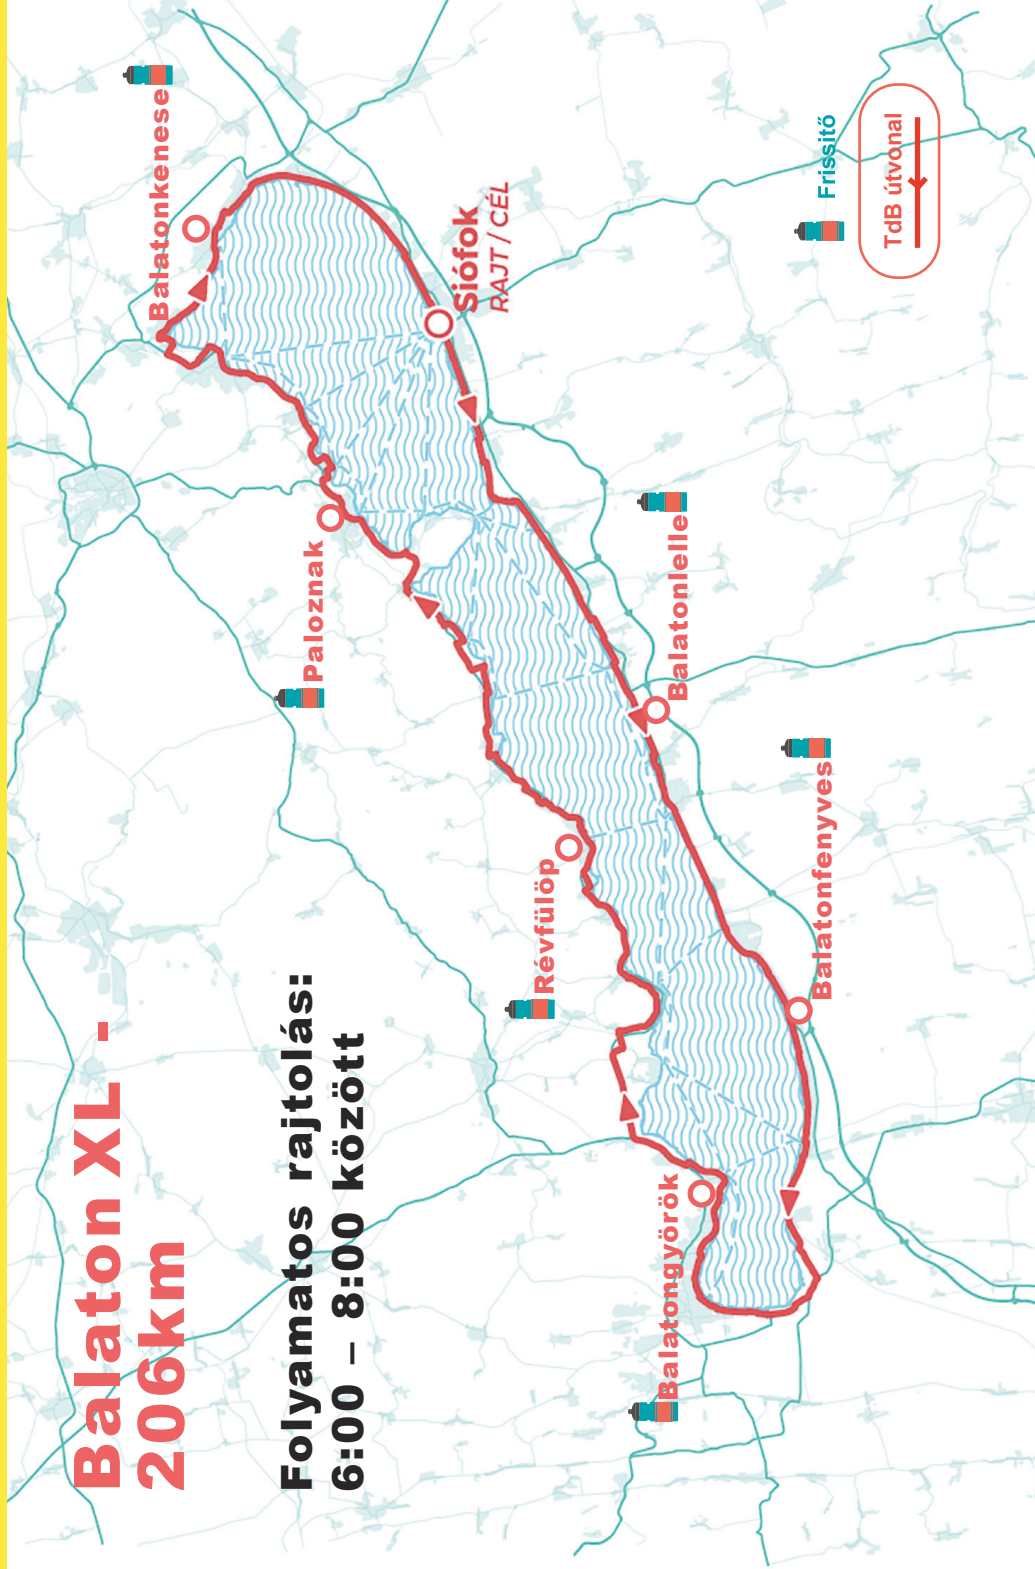 Balaton XL -
206km
Folyamatos rajtolás:
6:00 – 8:00 között
Balatonkenese
Siófok
RAJT / CÉL
Paloznak
Balatonlelle
Révfülöp
Balatonfenyves
Balatongyörök
Frissítő
TdB útvonal